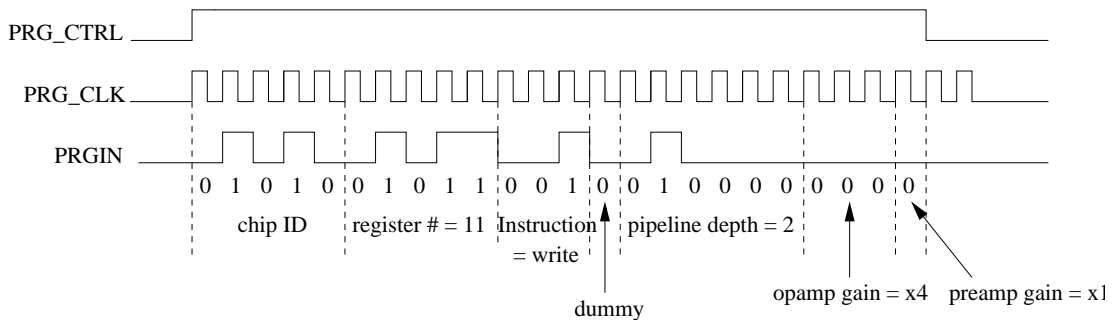 PRG_CTRL
PRG_CLK
PRGIN
0 1 0 1 0 0 1 0 1 1 0 0 1 0 0 1 0 0 0 0 0 0 0 0
chip ID register # = 11 Instruction pipeline depth = 2
= write
opamp gain = x4 preamp gain = x1
dummy